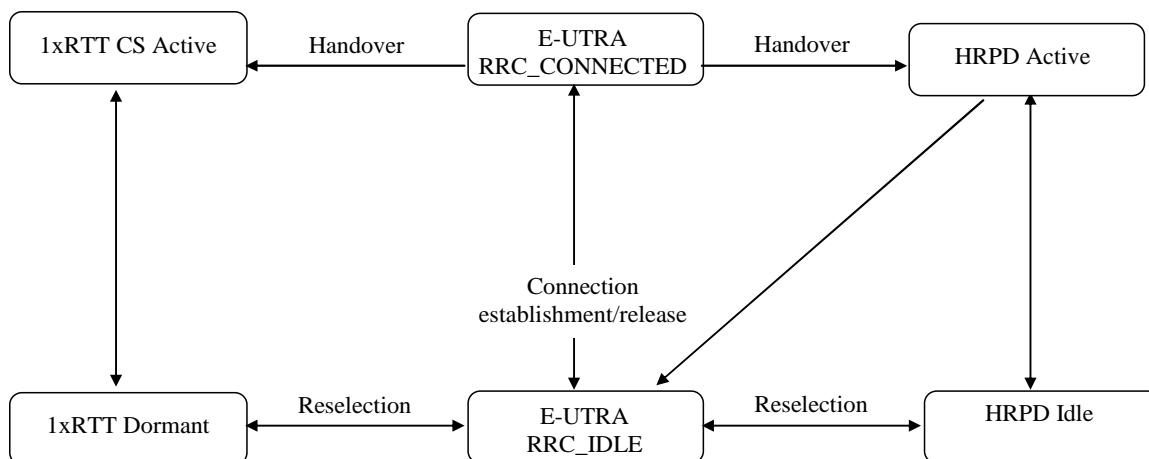 1xRTT CS Active
Handover
E-UTRA
RRC_CONNECTED
Handover
HRPD Active
Connection
establishment/release
1xRTT Dormant
Reselection
E-UTRA
RRC_IDLE
Reselection
HRPD Idle